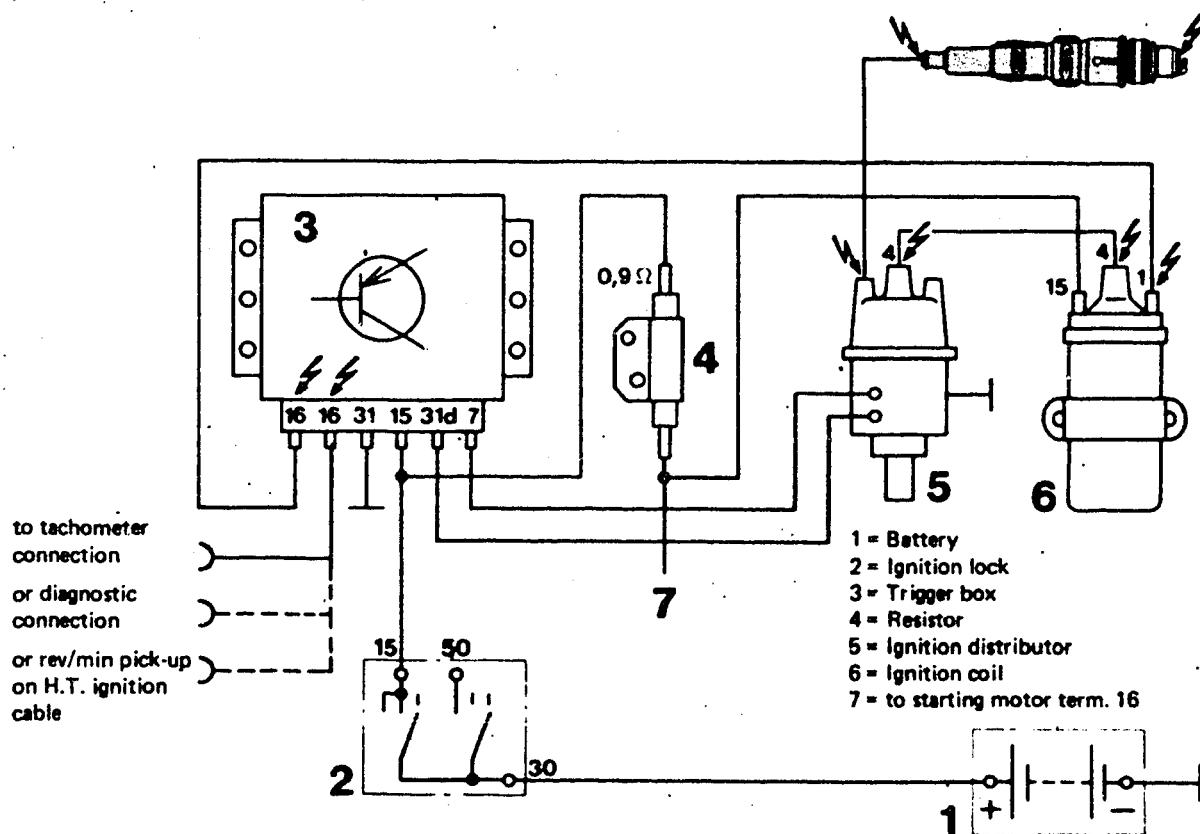 3
0,9 Ω
4
4
4
15
1
16 16 31 15 31d 7
5
6
to tachometer
connection
or diagnostic
connection
or rev/min pick-up
on H.T. ignition
cable
7
1 = Battery
2 = Ignition lock
3 = Trigger box
4 = Resistor
5 = Ignition distributor
6 = Ignition coil
7 = to starting motor term. 16
15 50
2
30
1
+ −